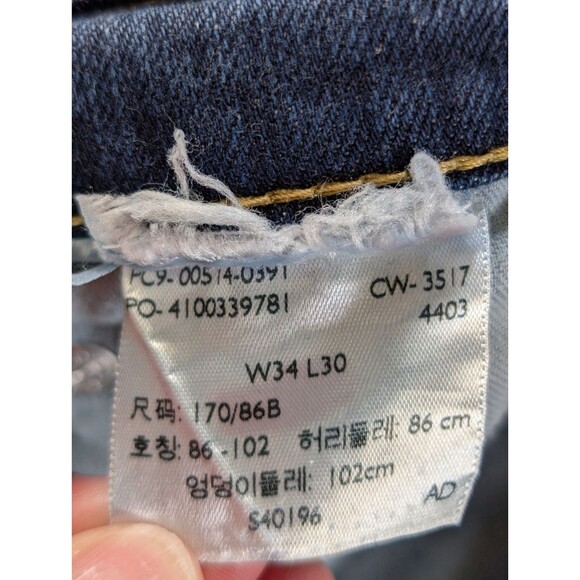 PC9-00514-0391
PO-4100339781 CW-3517
4403
W34 L30
尺码: 170/86B
호칭: 86-102 허리둘레: 86 cm
엉덩이둘레: 102cm
AD
S40196